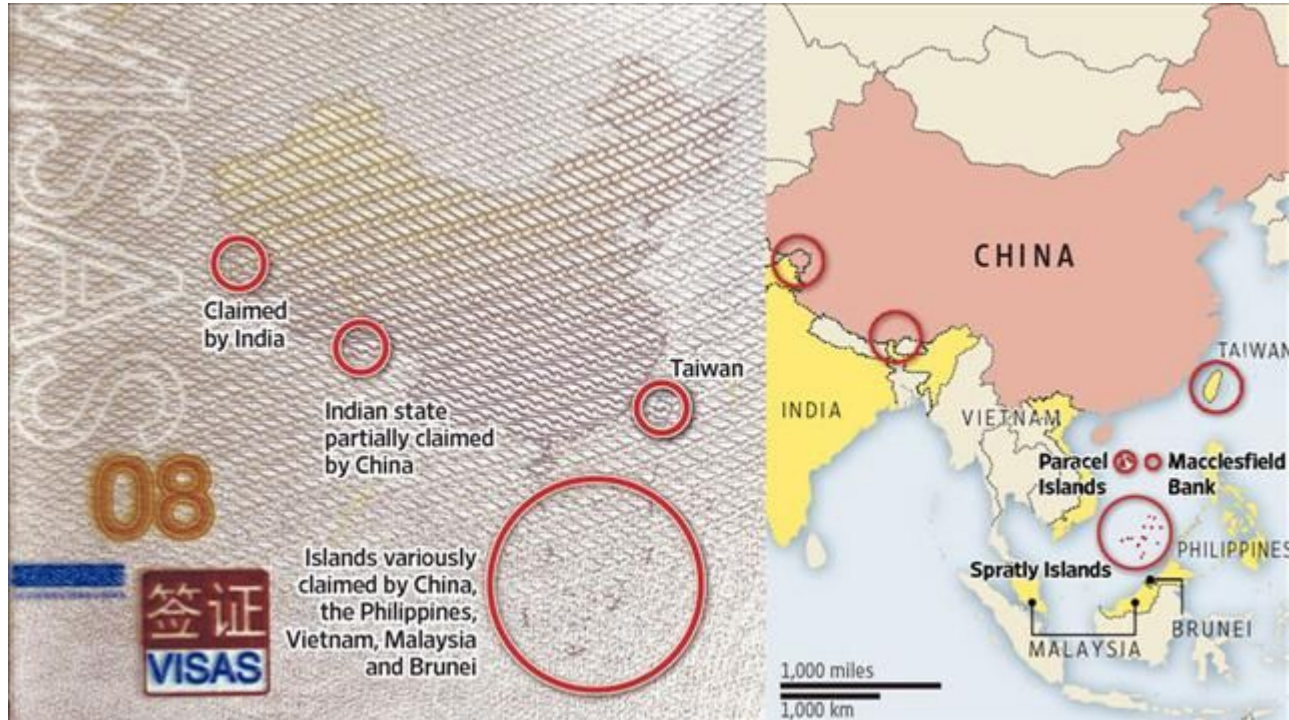 VISAS
VISAS
Claimed
by India
Indian state
partially claimed
by China
Taiwan
08
Islands variously
claimed by China,
the Philippines,
Vietnam, Malaysia
and Brunei
签证
VISAS
CHINA
TAIWAN
INDIA
VIETNAM
Paracel
Islands
Macclesfield
Bank
PHILIPPINES
Spratly Islands
BRUNEI
MALAYSIA
1,000 miles
1,000 km